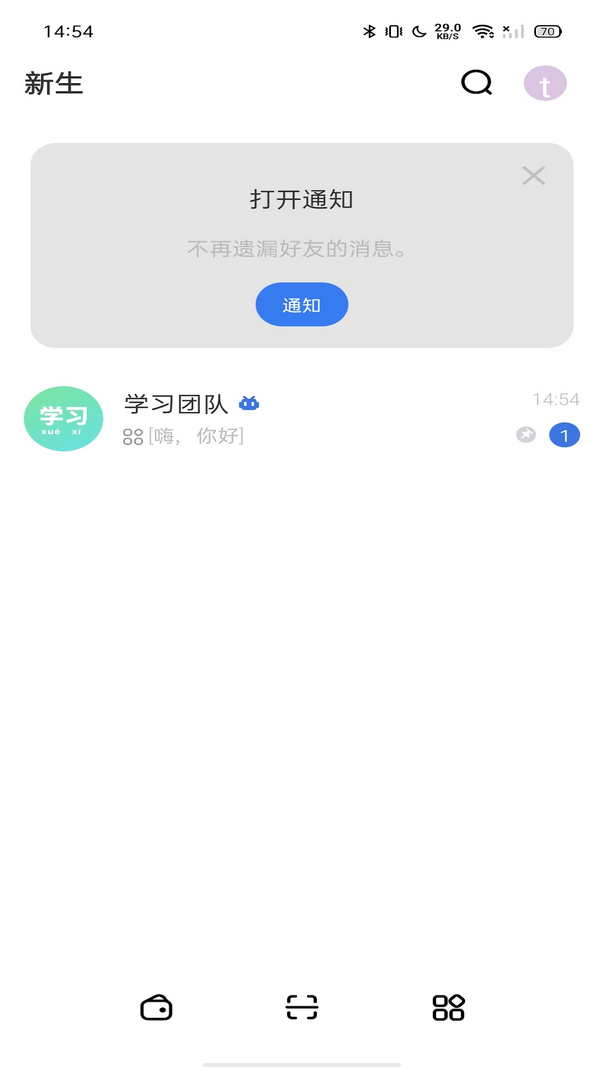 14:54
29.0
KB/S
70
新生
t
打开通知
不再遗漏好友的消息。
通知
学习
xué xí
学习团队
14:54
[嗨， 你好]
1